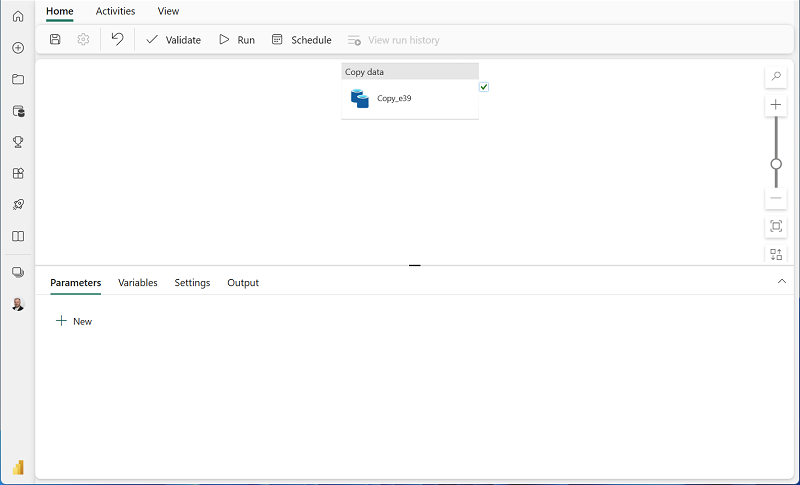 Home Activities View
Validate Run Schedule View run history
Copy data
Copy_e39
Parameters Variables Settings Output
New